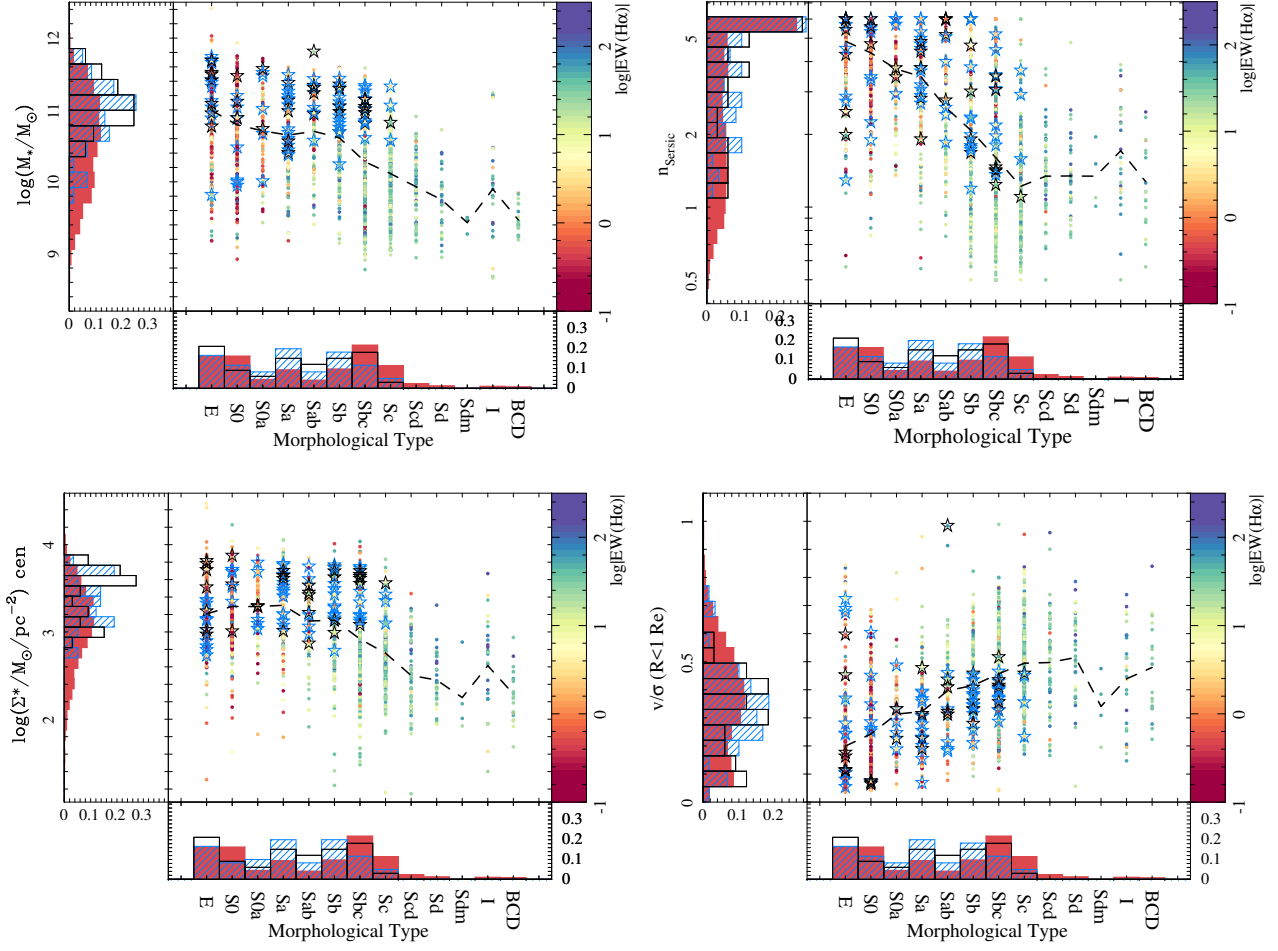 12
11
10
9
log(M*/M⊙)
0 0.1 0.2 0.3
2
1
0
-1
log|EW(Hα)|
0.3
0.2
0.1
0
E S0 S0a Sa Sab Sb Sbc Sc Scd Sd Sdm I BCD
Morphological Type
5
2
1
0.5
nSersic
0 0.1 0.2 0.3
2
1
0
-1
log|EW(Hα)|
0.3
0.2
0.1
0
E S0 S0a Sa Sab Sb Sbc Sc Scd Sd Sdm I BCD
Morphological Type
4
3
2
log(Σ*/M⊙/pc⁻²) cen
0 0.1 0.2 0.3
2
1
0
-1
log|EW(Hα)|
0.3
0.2
0.1
0
E S0 S0a Sa Sab Sb Sbc Sc Scd Sd Sdm I BCD
Morphological Type
1
0.5
0
v/σ (R<1 Re)
0 0.1 0.2 0.3
2
1
0
-1
log|EW(Hα)|
0.3
0.2
0.1
0
E S0 S0a Sa Sab Sb Sbc Sc Scd Sd Sdm I BCD
Morphological Type